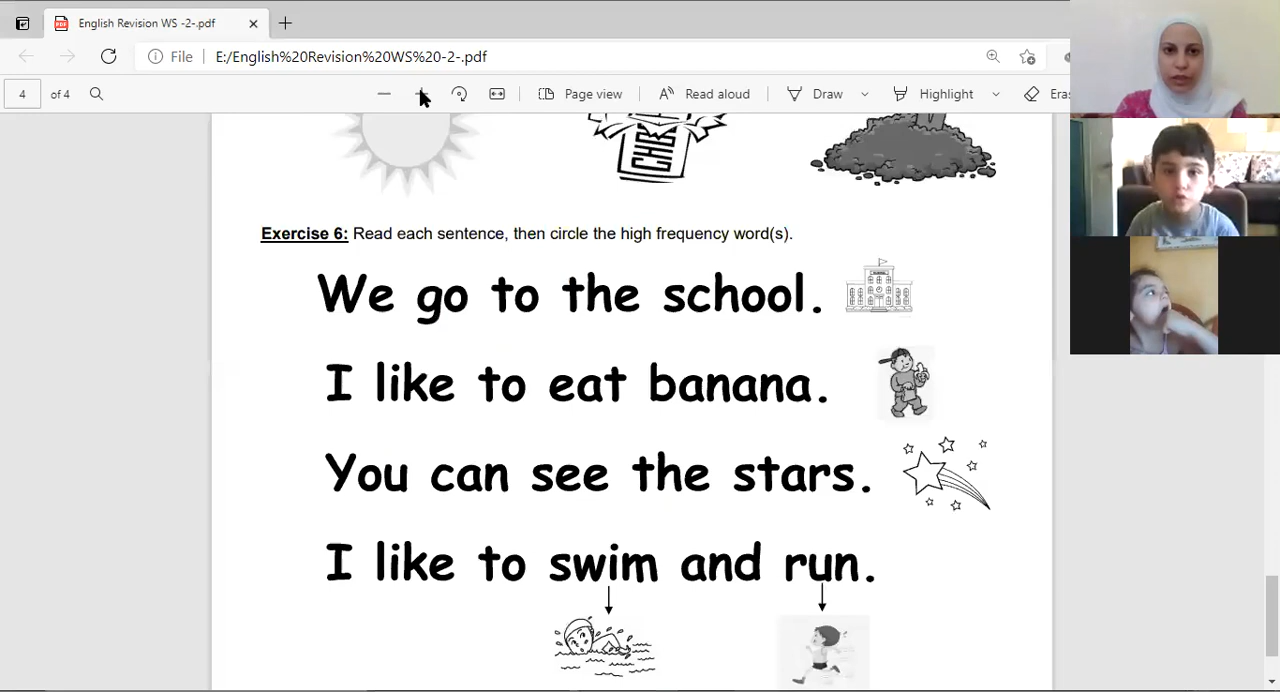 English Revision WS -2-.pdf
File E:/English%20Revision%20WS%20-2-.pdf
4 of 4 Page view Read aloud Draw Highlight
Exercise 6: Read each sentence, then circle the high frequency word(s).
We go to the school.
I like to eat banana.
You can see the stars.
I like to swim and run.